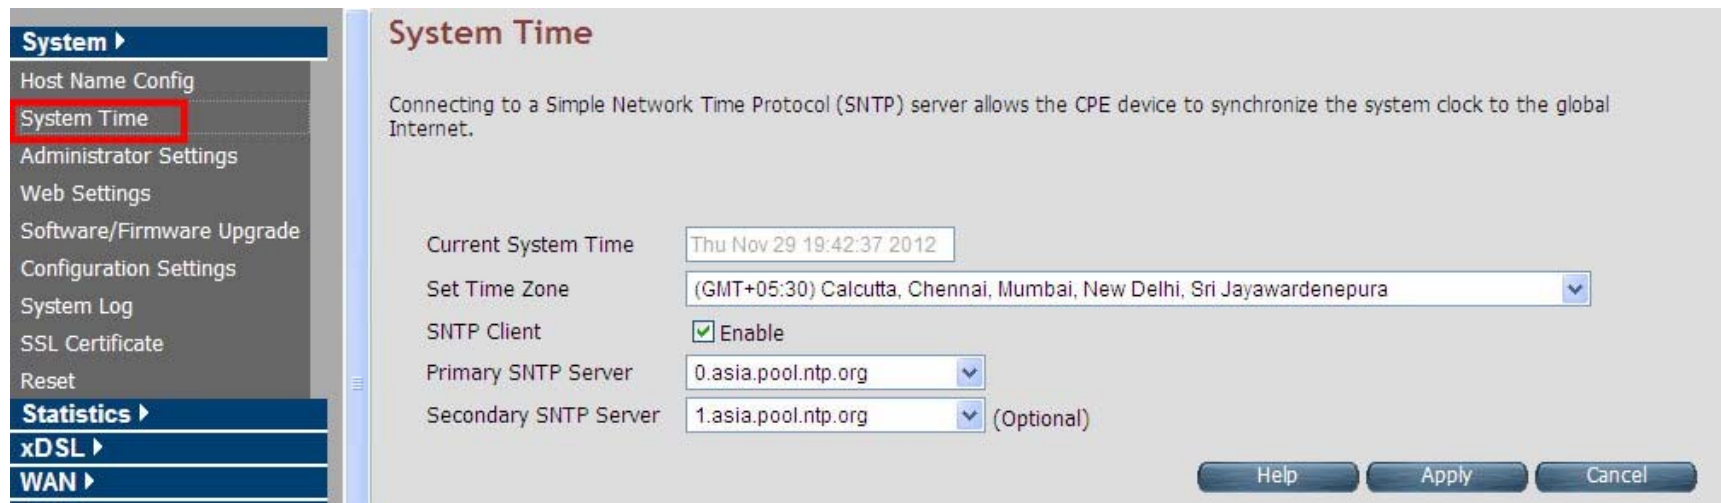 System
Host Name Config
System Time
Administrator Settings
Web Settings
Software/Firmware Upgrade
Configuration Settings
System Log
SSL Certificate
Reset
Statistics
xDSL
WAN
System Time
Connecting to a Simple Network Time Protocol (SNTP) server allows the CPE device to synchronize the system clock to the global
Internet.
Current System Time Thu Nov 29 19:42:37 2012
Set Time Zone (GMT+05:30) Calcutta, Chennai, Mumbai, New Delhi, Sri Jayawardenepura
SNTP Client Enable
Primary SNTP Server 0.asia.pool.ntp.org
Secondary SNTP Server 1.asia.pool.ntp.org (Optional)
Help Apply Cancel